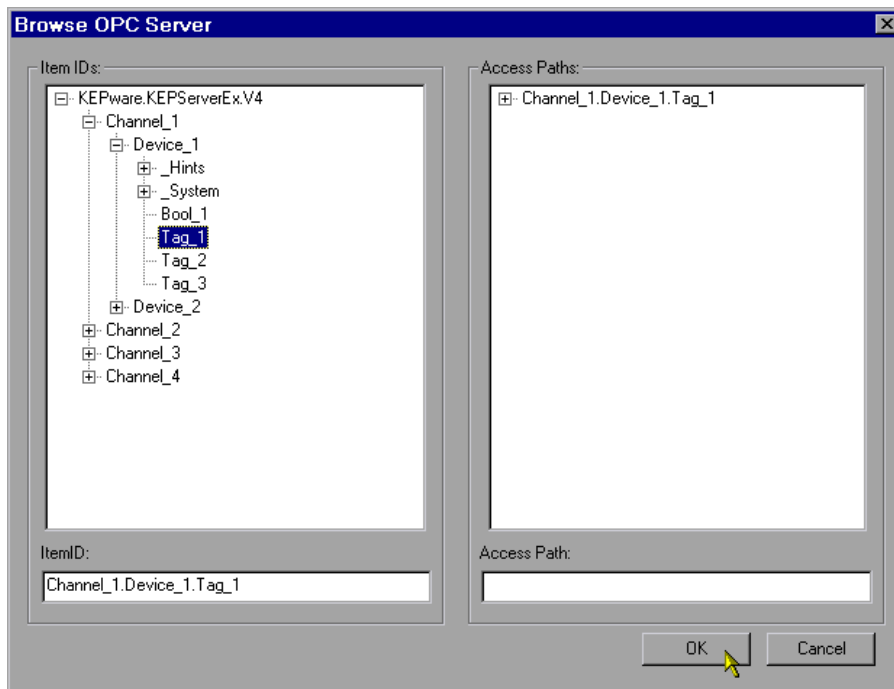 Browse OPC Server
Item IDs:
KEPware.KEPServerEx.V4
Channel_1
Device_1
_Hints
_System
Bool_1
Tag_1
Tag_2
Tag_3
Device_2
Channel_2
Channel_3
Channel_4
ItemID:
Channel_1.Device_1.Tag_1
Access Paths:
Channel_1.Device_1.Tag_1
Access Path:
OK
Cancel